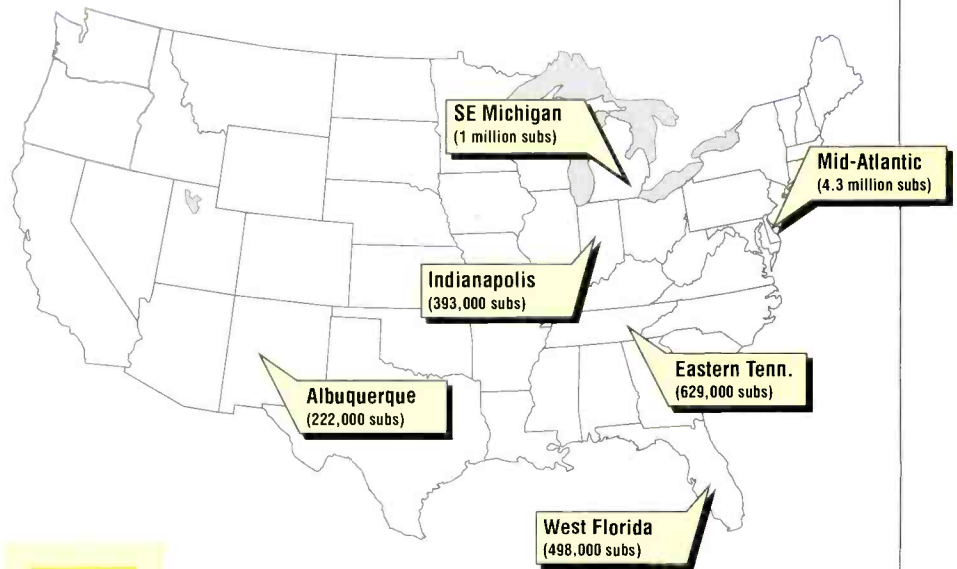 SE Michigan
(1 million subs)
Mid-Atlantic
(4.3 million subs)
Indianapolis
(393,000 subs)
Eastern Tenn.
(629,000 subs)
Albuquerque
(222,000 subs)
West Florida
(498,000 subs)